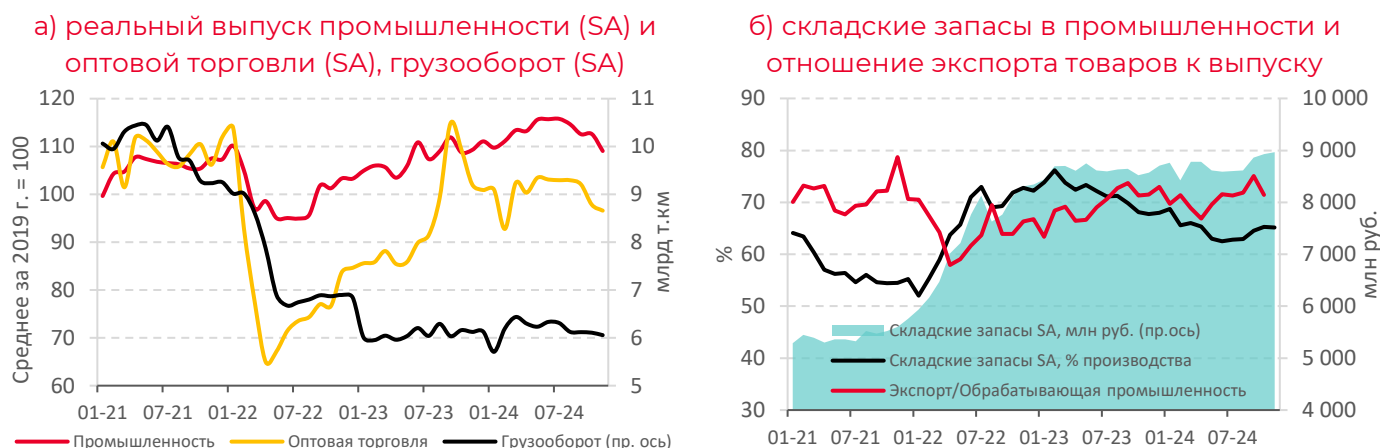 а) реальный выпуск промышленности (SA) и
оптовой торговли (SA), грузооборот (SA)
120
110
100
90
80
70
60
Среднее за 2019 г. = 100
11
10
9
8
7
6
5
млрд т.км
01-21 07-21 01-22 07-22 01-23 07-23 01-24 07-24
Промышленность Оптовая торговля Грузооборот (пр. ось)
б) складские запасы в промышленности и
отношение экспорта товаров к выпуску
90
80
70
60
50
40
30
%
10 000
9 000
8 000
7 000
6 000
5 000
4 000
млн руб.
Складские запасы SA, млн руб. (пр.ось)
Складские запасы SA, % производства
Экспорт/Обрабатывающая промышленность
01-21 07-21 01-22 07-22 01-23 07-23 01-24 07-24